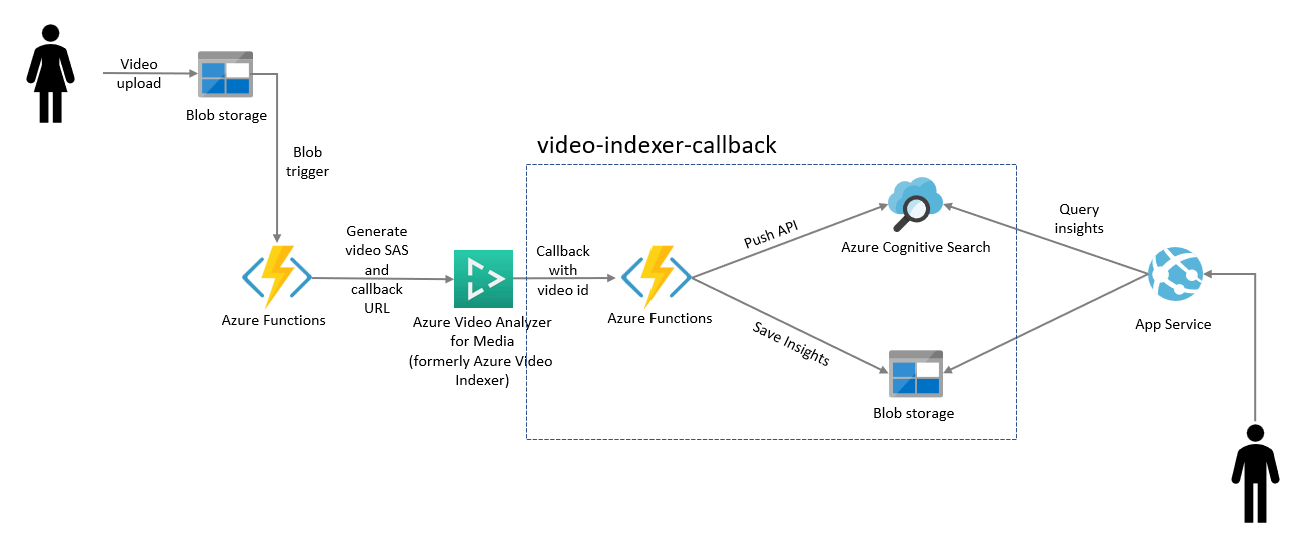 Video
upload
Blob storage
Blob
trigger
Azure Functions
Generate
video SAS
and
callback
URL
Azure Video Analyzer
for Media
(formerly Azure Video
Indexer)
video-indexer-callback
Callback
with
video id
Azure Functions
Push API
Azure Cognitive Search
Save Insights
Blob storage
Query
insights
App Service